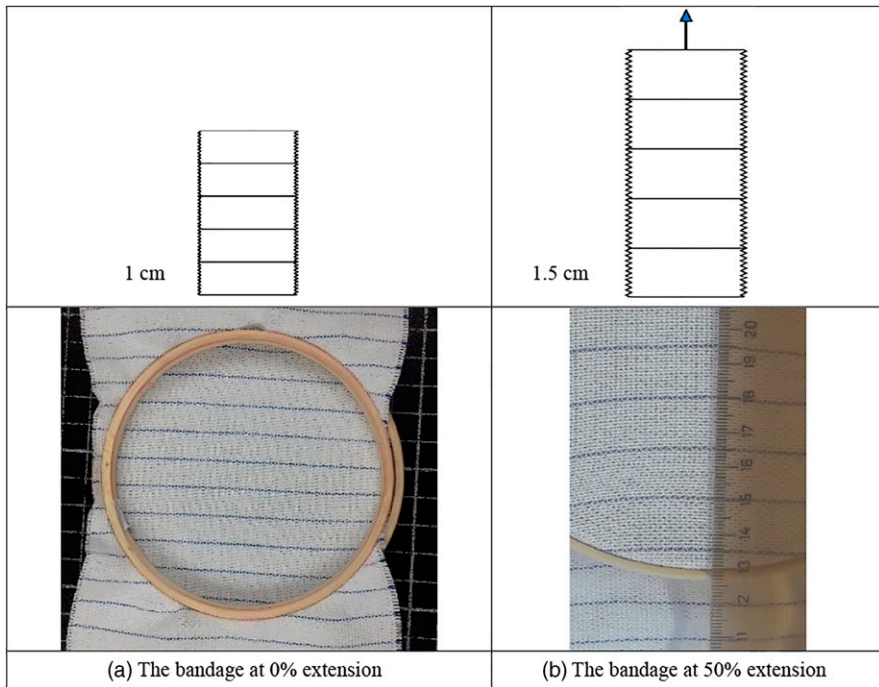 1 cm
1.5 cm
20
19
18
17
16
15
14
13
12
11
(a) The bandage at 0% extension
(b) The bandage at 50% extension